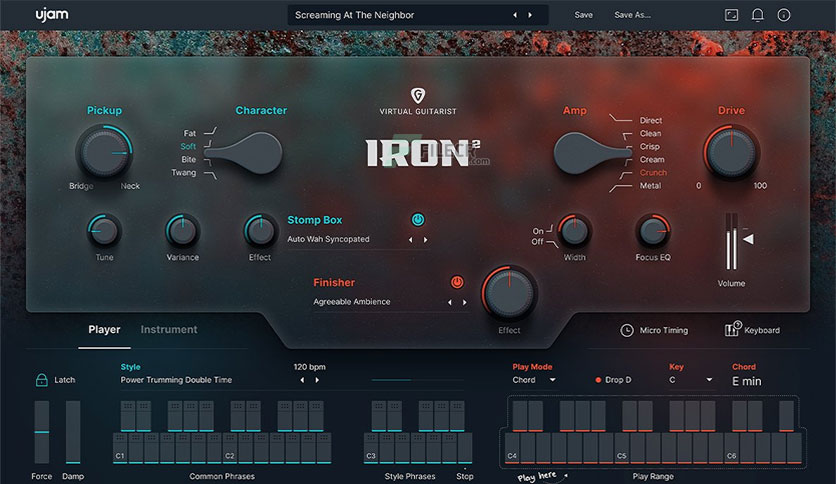 ujam
Screaming At The Neighbor
Save
Save As...
Pickup
Character
VIRTUAL GUITARIST
Amp
Drive
Fat
Soft
Bite
Twang
IRON 2
Direct
Clean
Crisp
Cream
Crunch
Metal
Bridge
Neck
0
100
Stomp Box
Auto Wah Syncopated
On
Off
Tune
Variance
Effect
Width
Focus EQ
Volume
Finisher
Agreeable Ambience
Effect
Player
Instrument
Micro Timing
Keyboard
Latch
Style
120 bpm
Power Trumming Double Time
Play Mode
Chord
Drop D
Key
C
Chord
E min
C1
C2
C3
C4
C5
C6
Force
Damp
Common Phrases
Style Phrases
Stop
Play here
Play Range